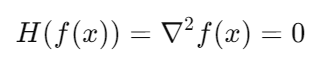 H(f(x)) = ∇²f(x) = 0